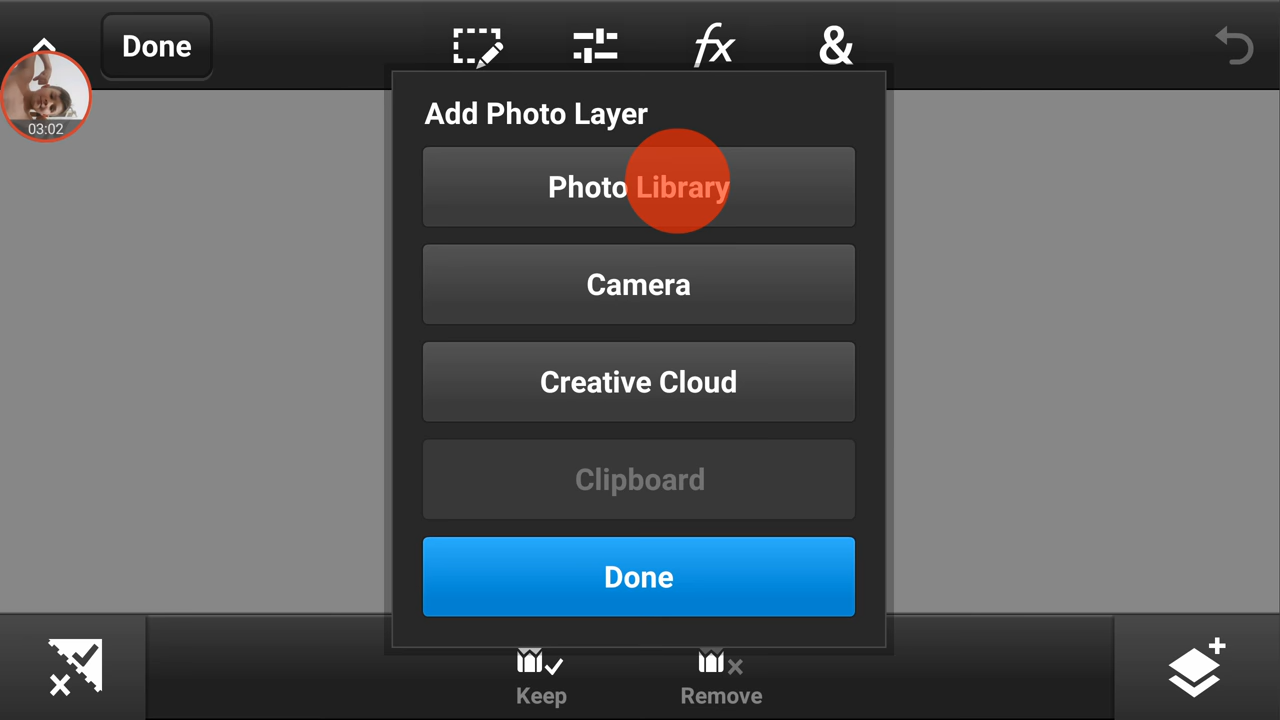 Done
fx
&
03:02
Add Photo Layer
Photo Library
Camera
Creative Cloud
Clipboard
Done
Keep
Remove